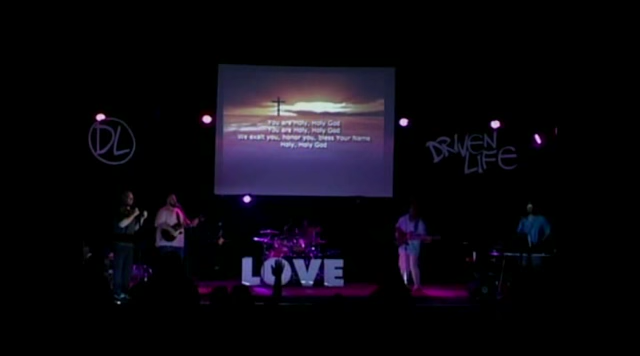 You are Holy, Holy God
You are Holy, Holy God
We exalt you, honor you, bless Your Name
Holy, Holy God
DL
DRIVEN
LIFE
LOVE